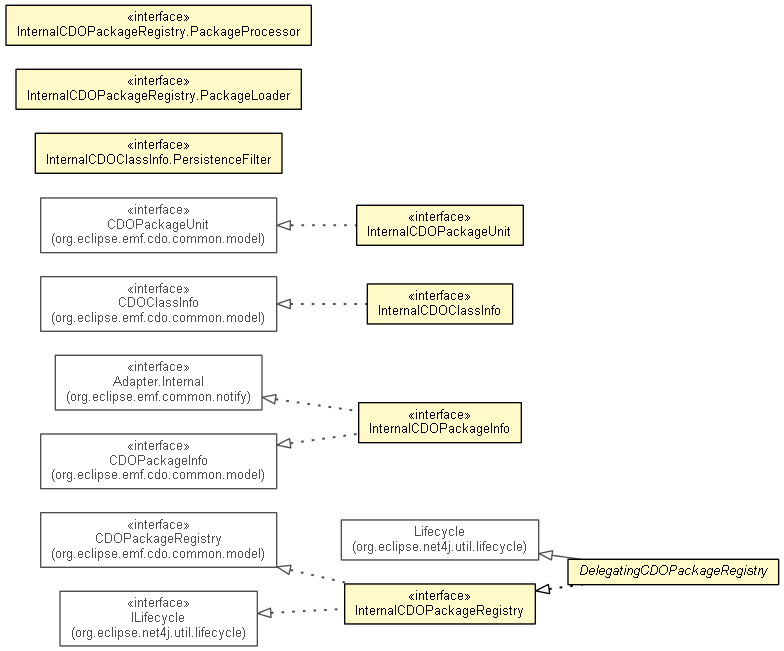 «interface»
InternalCDOPackageRegistry.PackageProcessor
«interface»
InternalCDOPackageRegistry.PackageLoader
«interface»
InternalCDOClassInfo.PersistenceFilter
«interface»
CDOPackageUnit
(org.eclipse.emf.cdo.common.model)
«interface»
InternalCDOPackageUnit
«interface»
CDOClassInfo
(org.eclipse.emf.cdo.common.model)
«interface»
InternalCDOClassInfo
«interface»
Adapter.Internal
(org.eclipse.emf.common.notify)
«interface»
InternalCDOPackageInfo
«interface»
CDOPackageInfo
(org.eclipse.emf.cdo.common.model)
«interface»
CDOPackageRegistry
(org.eclipse.emf.cdo.common.model)
Lifecycle
(org.eclipse.net4j.util.lifecycle)
DelegatingCDOPackageRegistry
«interface»
InternalCDOPackageRegistry
«interface»
ILifecycle
(org.eclipse.net4j.util.lifecycle)